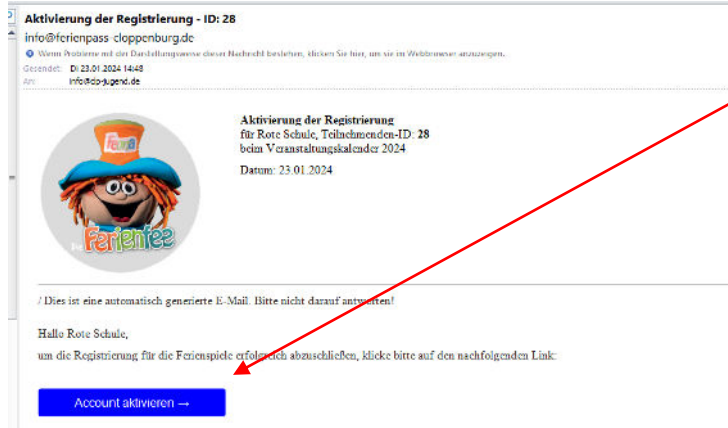 Aktivierung der Registrierung - ID: 28
info@ferienpass-cloppenburg.de
Wenn Probleme mit der Darstellungsweise dieser Nachricht bestehen, klicken Sie hier, um sie im Webbrowser anzuzeigen.
Gesendet: Di 23.01.2024 14:48
An: info@clp-jugend.de
Aktivierung der Registrierung
für Rote Schule, Teilnehmenden-ID: 28
beim Veranstaltungskalender 2024
Datum: 23.01.2024
Feoria
Die Ferienfee
/ Dies ist eine automatisch generierte E-Mail. Bitte nicht darauf antworten!
Hallo Rote Schule,
um die Registrierung für die Ferienspiele erfolgreich abzuschließen, klicke bitte auf den nachfolgenden Link:
Account aktivieren →